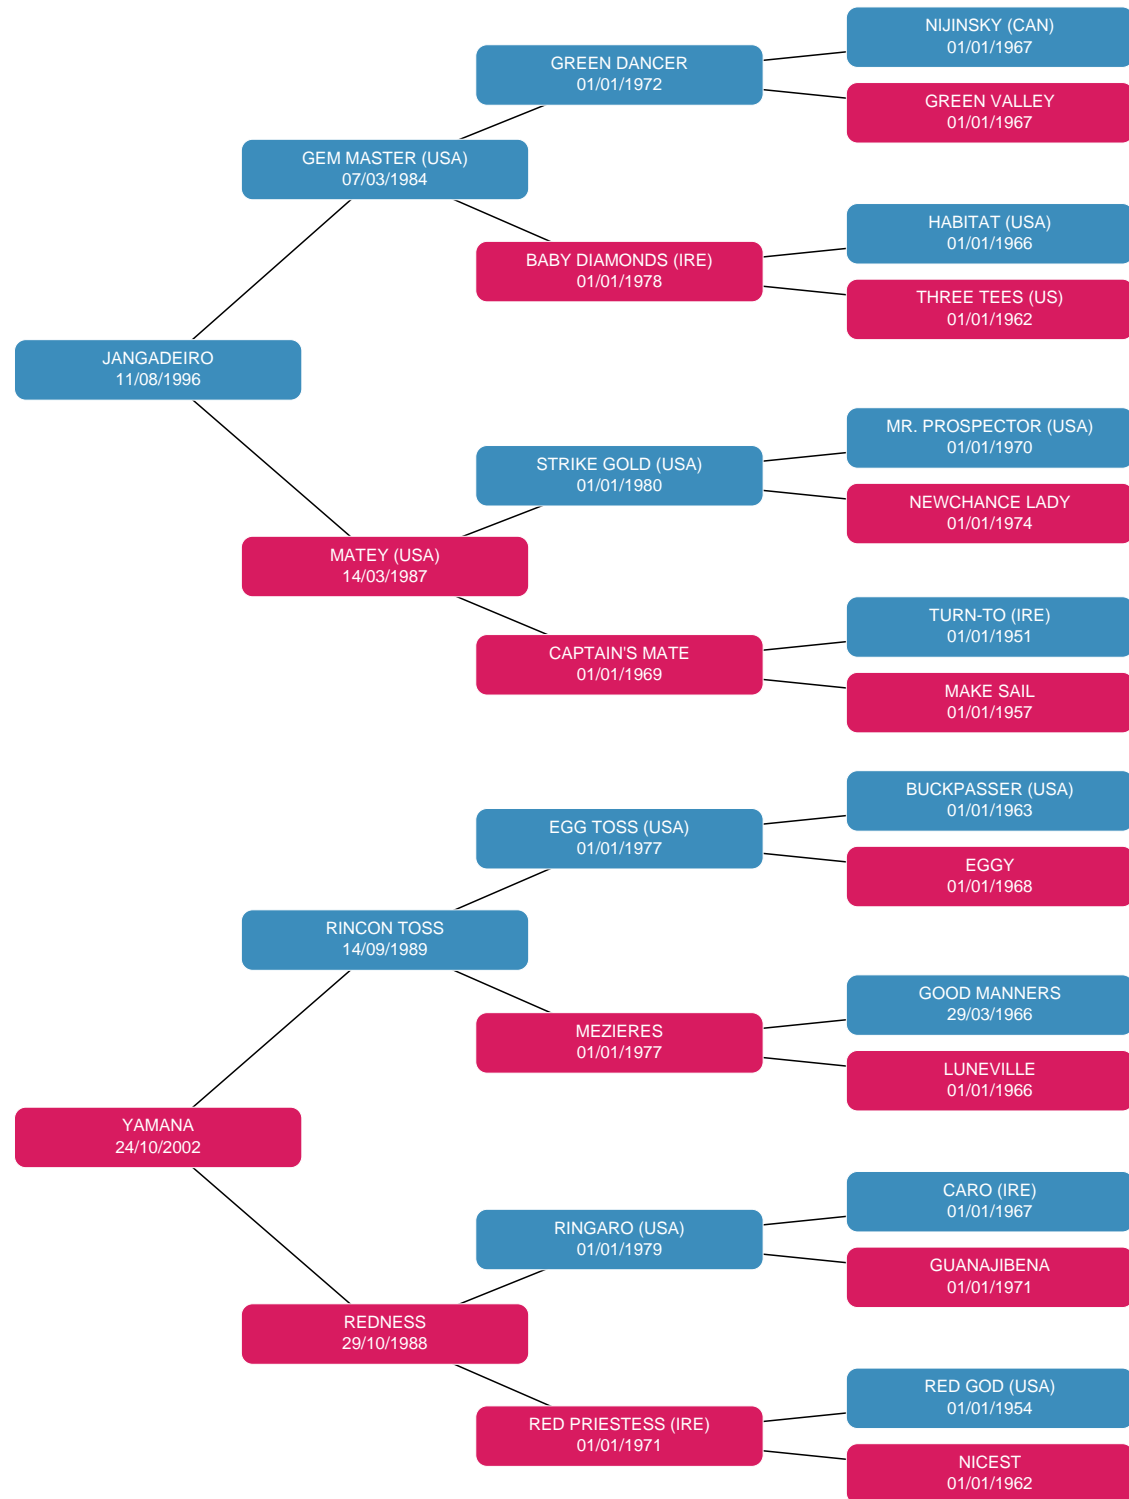 NIJINSKY (CAN)
01/01/1967
GREEN DANCER
01/01/1972
GREEN VALLEY
01/01/1967
GEM MASTER (USA)
07/03/1984
HABITAT (USA)
01/01/1966
BABY DIAMONDS (IRE)
01/01/1978
THREE TEES (US)
01/01/1962
JANGADEIRO
11/08/1996
MR. PROSPECTOR (USA)
01/01/1970
STRIKE GOLD (USA)
01/01/1980
NEWCHANCE LADY
01/01/1974
MATEY (USA)
14/03/1987
TURN-TO (IRE)
01/01/1951
CAPTAIN'S MATE
01/01/1969
MAKE SAIL
01/01/1957
BUCKPASSER (USA)
01/01/1963
EGG TOSS (USA)
01/01/1977
EGGY
01/01/1968
RINCON TOSS
14/09/1989
GOOD MANNERS
29/03/1966
MEZIERES
01/01/1977
LUNEVILLE
01/01/1966
YAMANA
24/10/2002
CARO (IRE)
01/01/1967
RINGARO (USA)
01/01/1979
GUANAJIBENA
01/01/1971
REDNESS
29/10/1988
RED GOD (USA)
01/01/1954
RED PRIESTESS (IRE)
01/01/1971
NICEST
01/01/1962